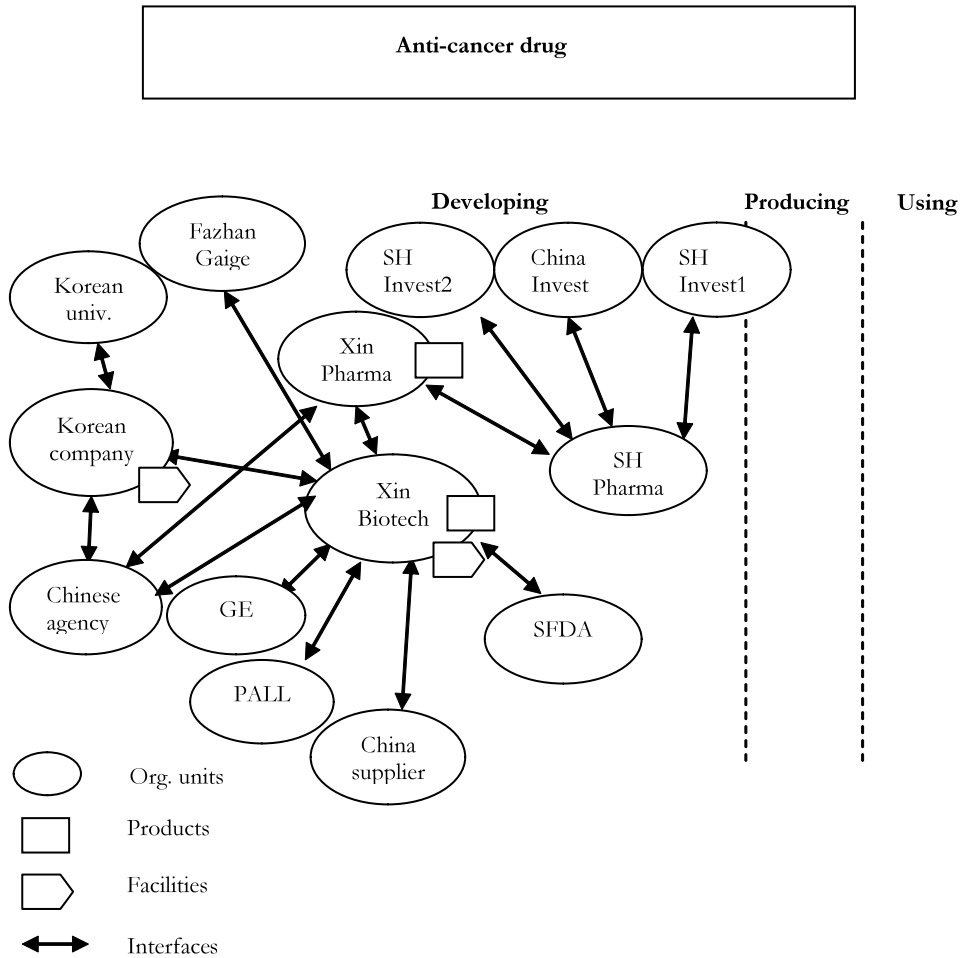 Anti-cancer drug
Developing
Producing
Using
Fazhan
Gaige
SH
Invest2
China
Invest
SH
Invest1
Korean
univ.
Xin
Pharma
Korean
company
SH
Pharma
Xin
Biotech
Chinese
agency
GE
SFDA
PALL
China
supplier
Org. units
Products
Facilities
Interfaces